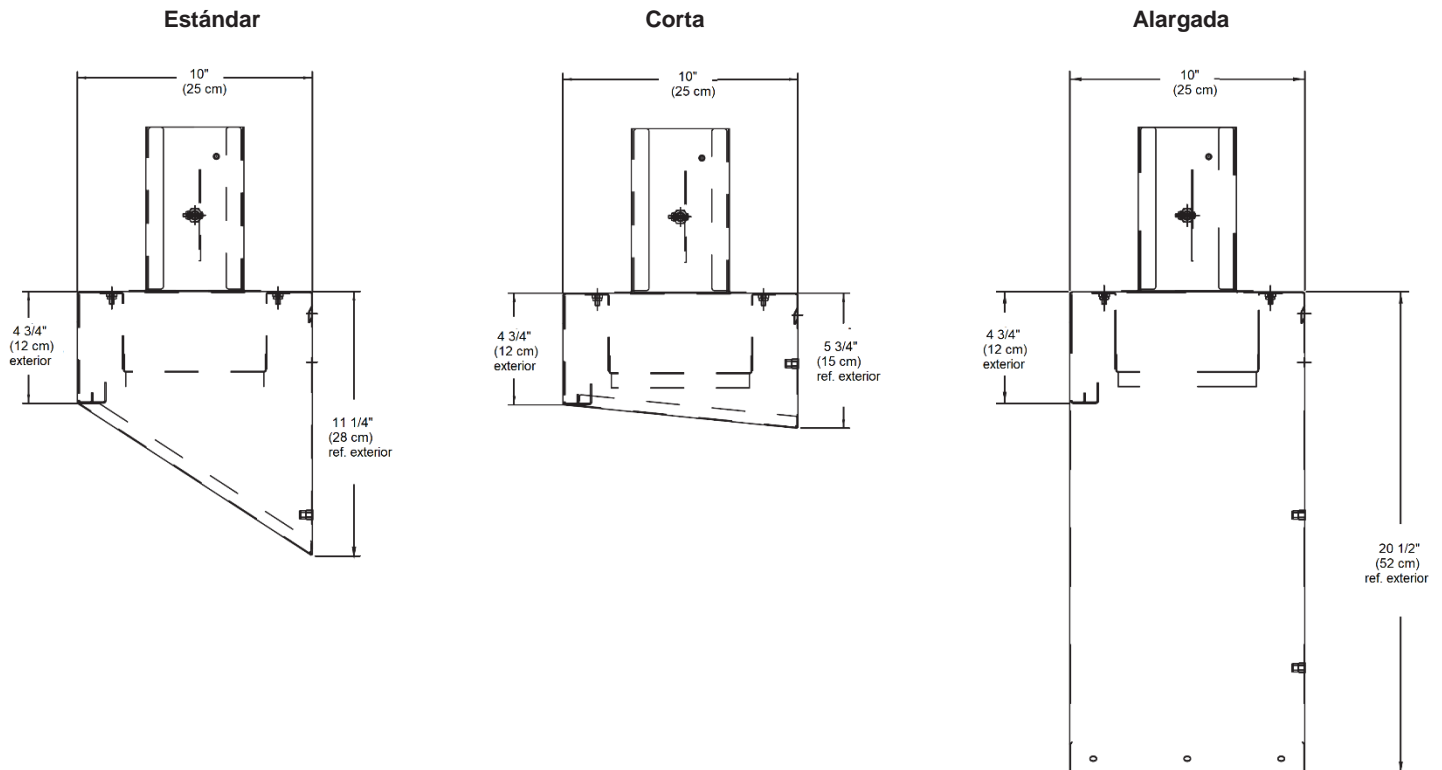 Estándar
Corta
Alargada
10"
(25 cm)
10"
(25 cm)
10"
(25 cm)
4 3/4"
(12 cm)
exterior
11 1/4"
(28 cm)
ref. exterior
4 3/4"
(12 cm)
exterior
5 3/4"
(15 cm)
ref. exterior
4 3/4"
(12 cm)
exterior
20 1/2"
(52 cm)
ref. exterior